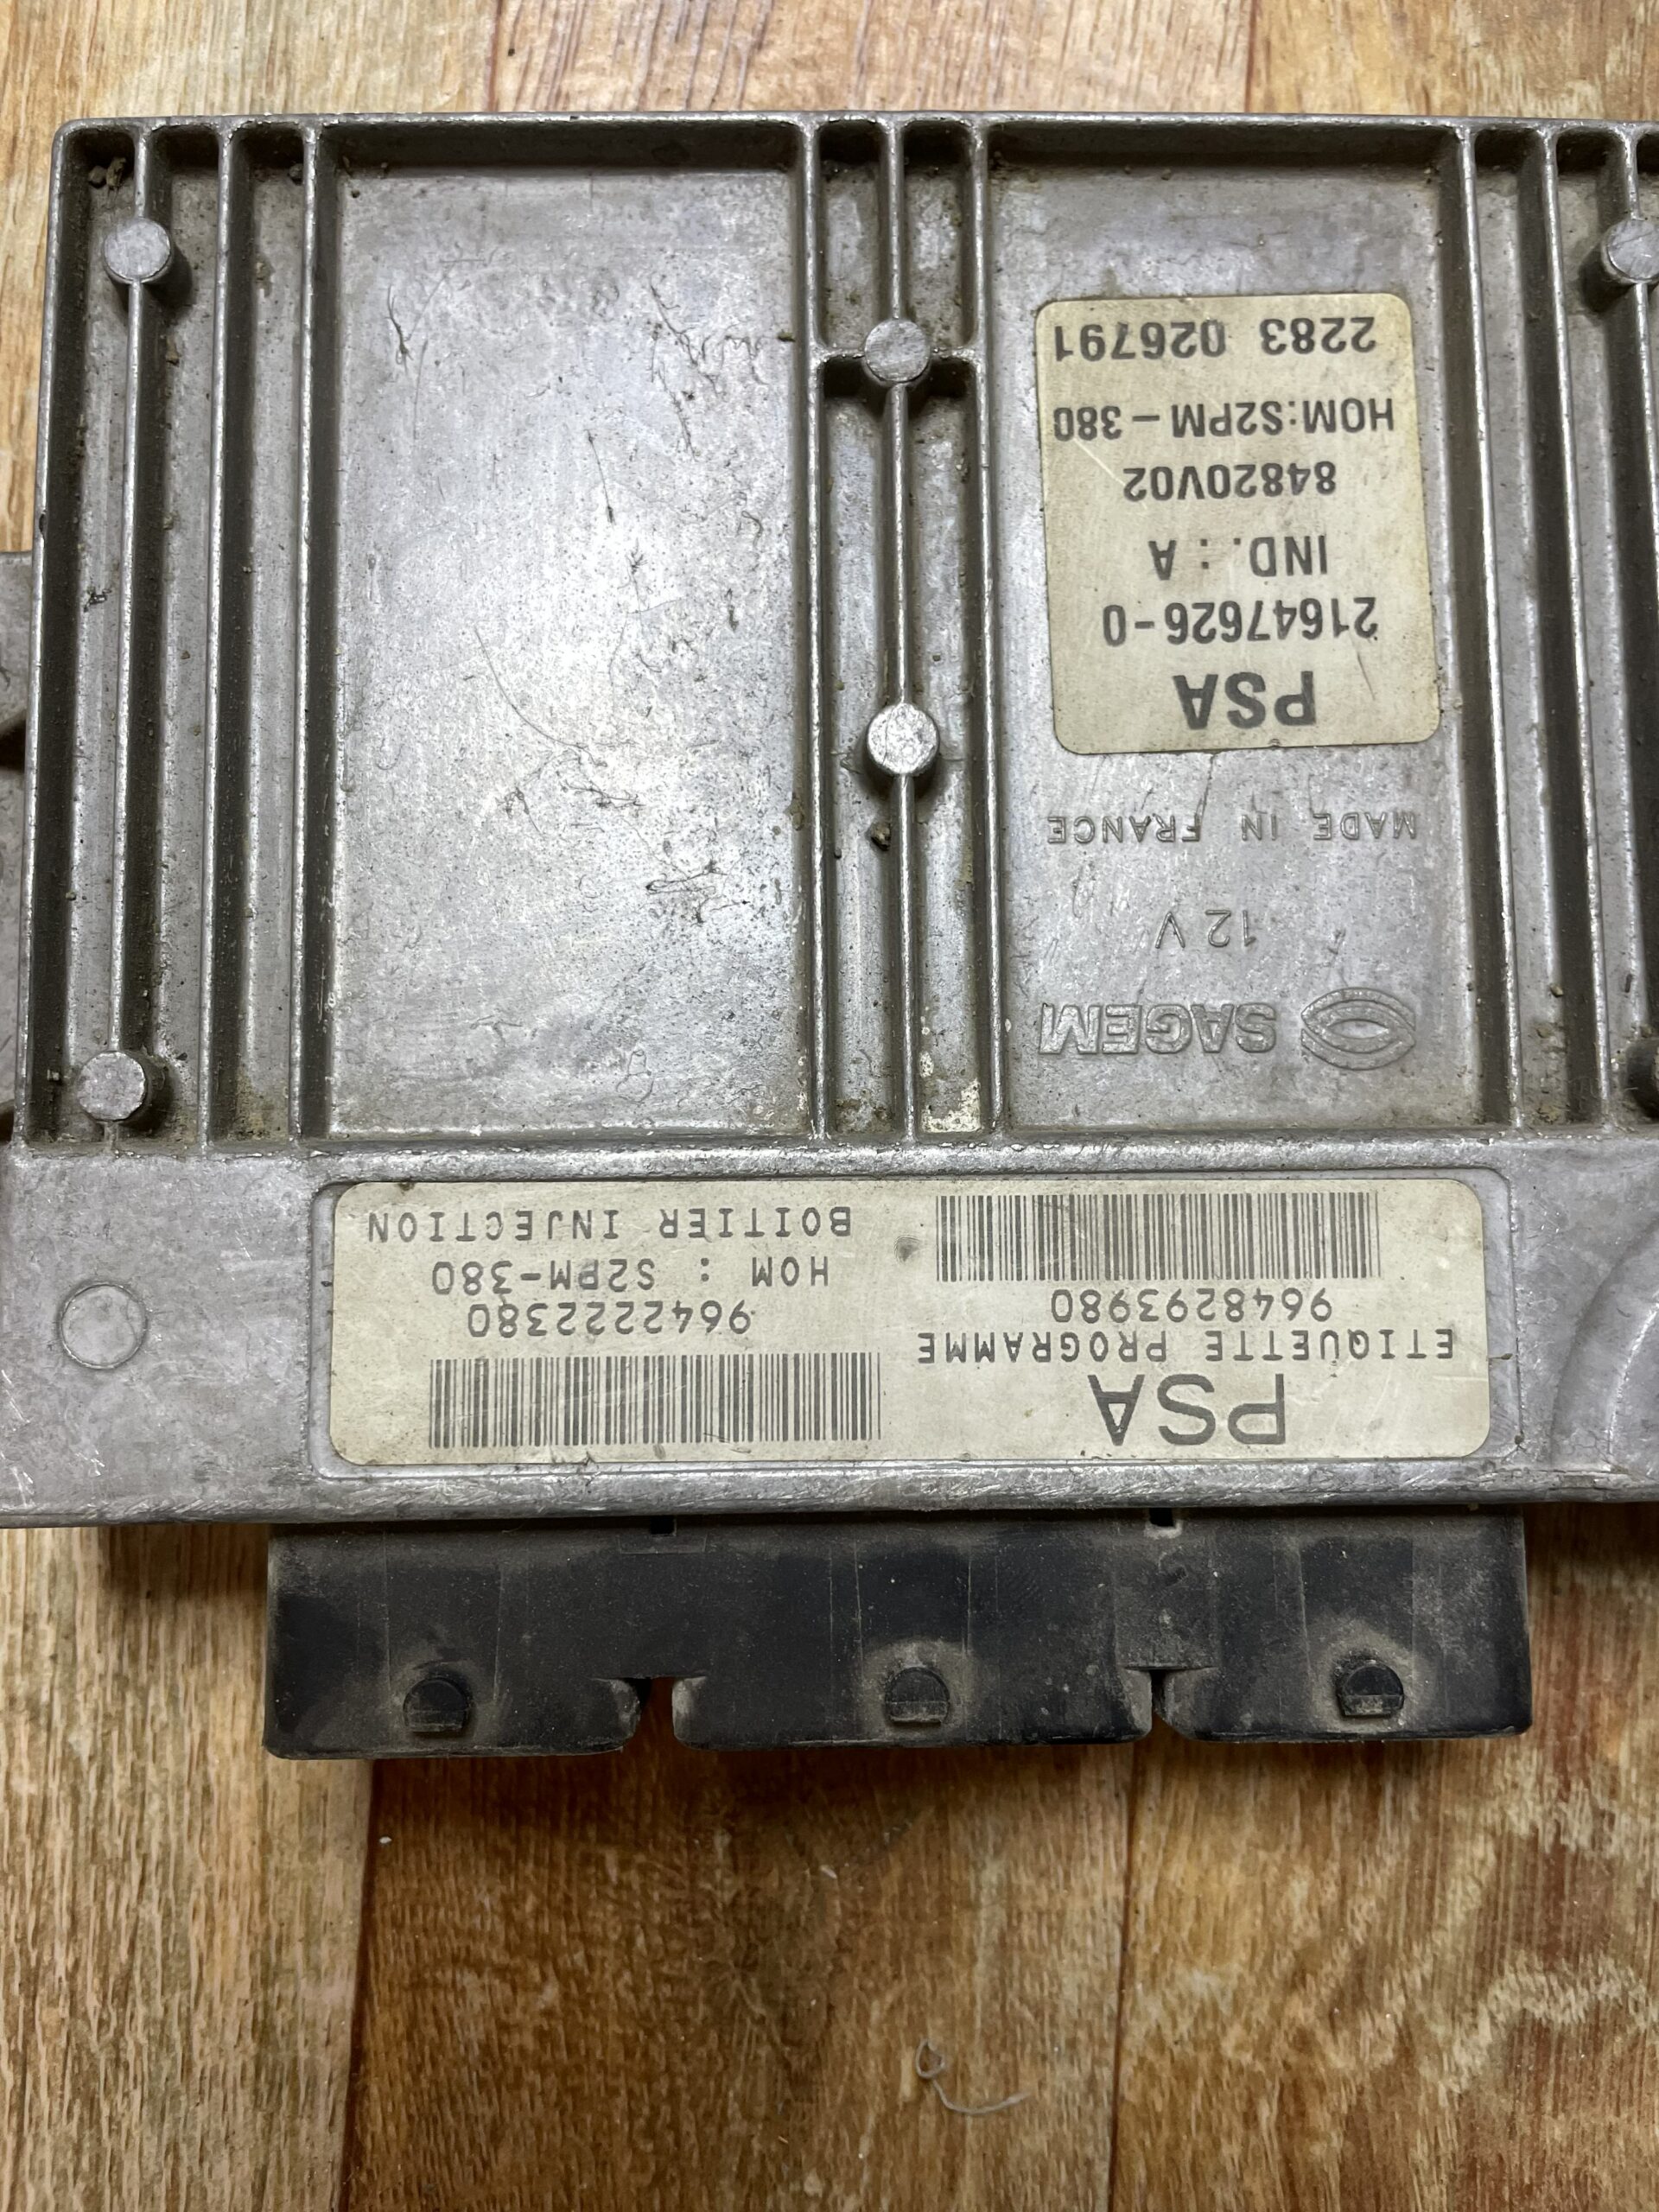 PSA
ETIQUETTE PROGRAMME
9648293980
9642222380
HOM : S2PM-380
BOITIER INJECTION
SAGEM
12 V
MADE IN FRANCE
PSA
21647626-0
IND. : A
84820V02
HOM:S2PM-380
2283 026791